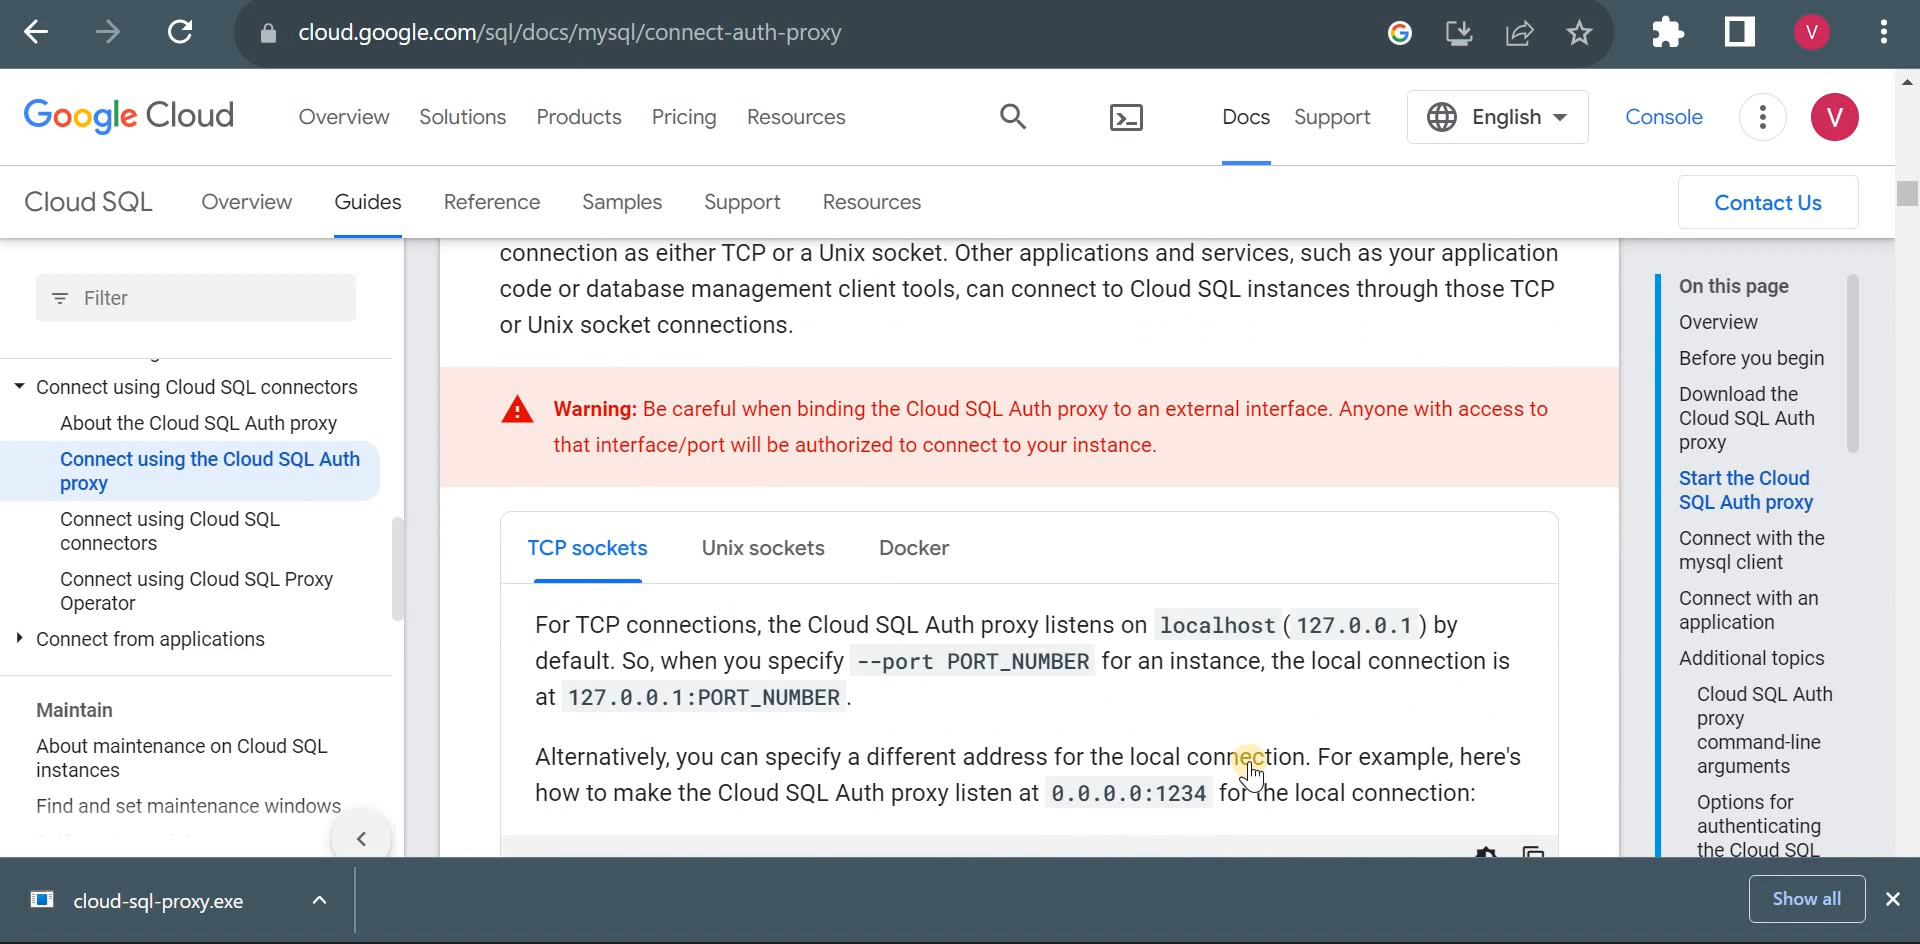 cloud.google.com/sql/docs/mysql/connect-auth-proxy
G
V
Google Cloud
Overview
Solutions
Products
Pricing
Resources
Docs
Support
English
Console
V
Cloud SQL
Overview
Guides
Reference
Samples
Support
Resources
Contact Us
Filter
Connect using Cloud SQL connectors
About the Cloud SQL Auth proxy
Connect using the Cloud SQL Auth
proxy
Connect using Cloud SQL
connectors
Connect using Cloud SQL Proxy
Operator
Connect from applications
Maintain
About maintenance on Cloud SQL
instances
Find and set maintenance windows
connection as either TCP or a Unix socket. Other applications and services, such as your application
code or database management client tools, can connect to Cloud SQL instances through those TCP
or Unix socket connections.
Warning: Be careful when binding the Cloud SQL Auth proxy to an external interface. Anyone with access to
that interface/port will be authorized to connect to your instance.
TCP sockets
Unix sockets
Docker
For TCP connections, the Cloud SQL Auth proxy listens on localhost(127.0.0.1) by
default. So, when you specify --port PORT_NUMBER for an instance, the local connection is
at 127.0.0.1:PORT_NUMBER.
Alternatively, you can specify a different address for the local connection. For example, here's
how to make the Cloud SQL Auth proxy listen at 0.0.0.0:1234 for the local connection:
On this page
Overview
Before you begin
Download the
Cloud SQL Auth
proxy
Start the Cloud
SQL Auth proxy
Connect with the
mysql client
Connect with an
application
Additional topics
Cloud SQL Auth
proxy
command-line
arguments
Options for
authenticating
the Cloud SQL
cloud-sql-proxy.exe
Show all